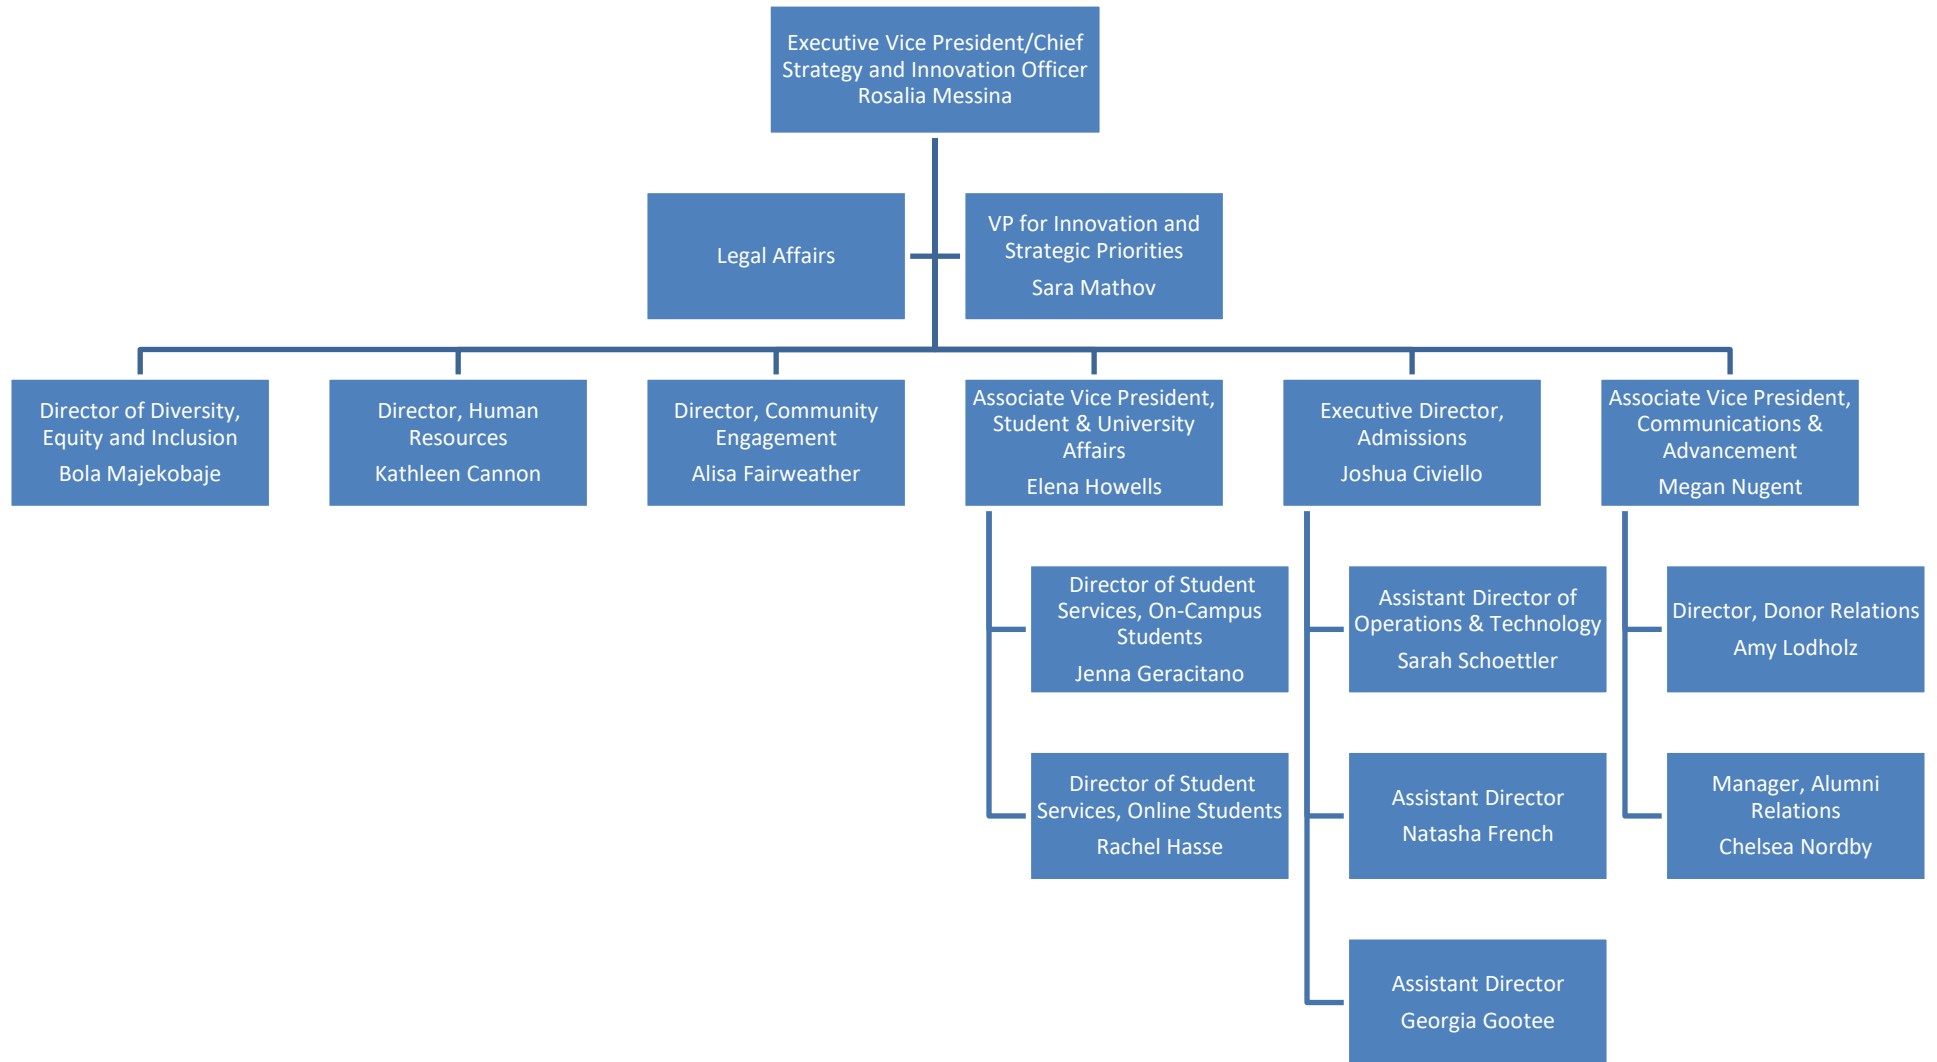 Executive Vice President/Chief
Strategy and Innovation Officer
Rosalia Messina
Legal Affairs
VP for Innovation and
Strategic Priorities
Sara Mathov
Director of Diversity,
Equity and Inclusion
Bola Majekobaje
Director, Human
Resources
Kathleen Cannon
Director, Community
Engagement
Alisa Fairweather
Associate Vice President,
Student & University
Affairs
Elena Howells
Executive Director,
Admissions
Joshua Civiello
Associate Vice President,
Communications &
Advancement
Megan Nugent
Director of Student
Services, On-Campus
Students
Jenna Geracitano
Assistant Director of
Operations & Technology
Sarah Schoettler
Director, Donor Relations
Amy Lodholz
Director of Student
Services, Online Students
Rachel Hasse
Assistant Director
Natasha French
Manager, Alumni
Relations
Chelsea Nordby
Assistant Director
Georgia Gootee